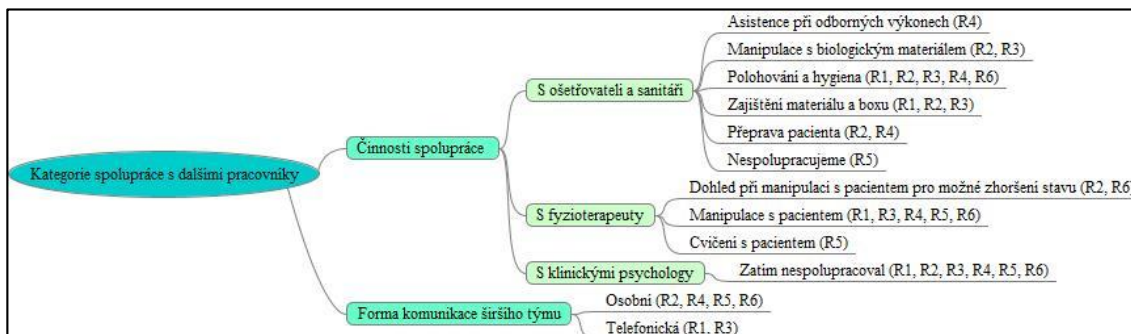 Kategorie spolupráce s dalšími pracovníky
Činnosti spolupráce
S ošetřovateli a sanitáři
Asistence při odborných výkonech (R4)
Manipulace s biologickým materiálem (R2, R3)
Polohování a hygiena (R1, R2, R3, R4, R6)
Zajištění materiálu a boxu (R1, R2, R3)
Přeprava pacienta (R2, R4)
Nespolupracujeme (R5)
S fyzioterapeuty
Dohled při manipulaci s pacientem pro možné zhoršení stavu (R2, R6)
Manipulace s pacientem (R1, R3, R4, R5, R6)
Cvičení s pacientem (R5)
S klinickými psychology
Zatím nespolupracoval (R1, R2, R3, R4, R5, R6)
Forma komunikace širšího týmu
Osobní (R2, R4, R5, R6)
Telefonická (R1, R3)